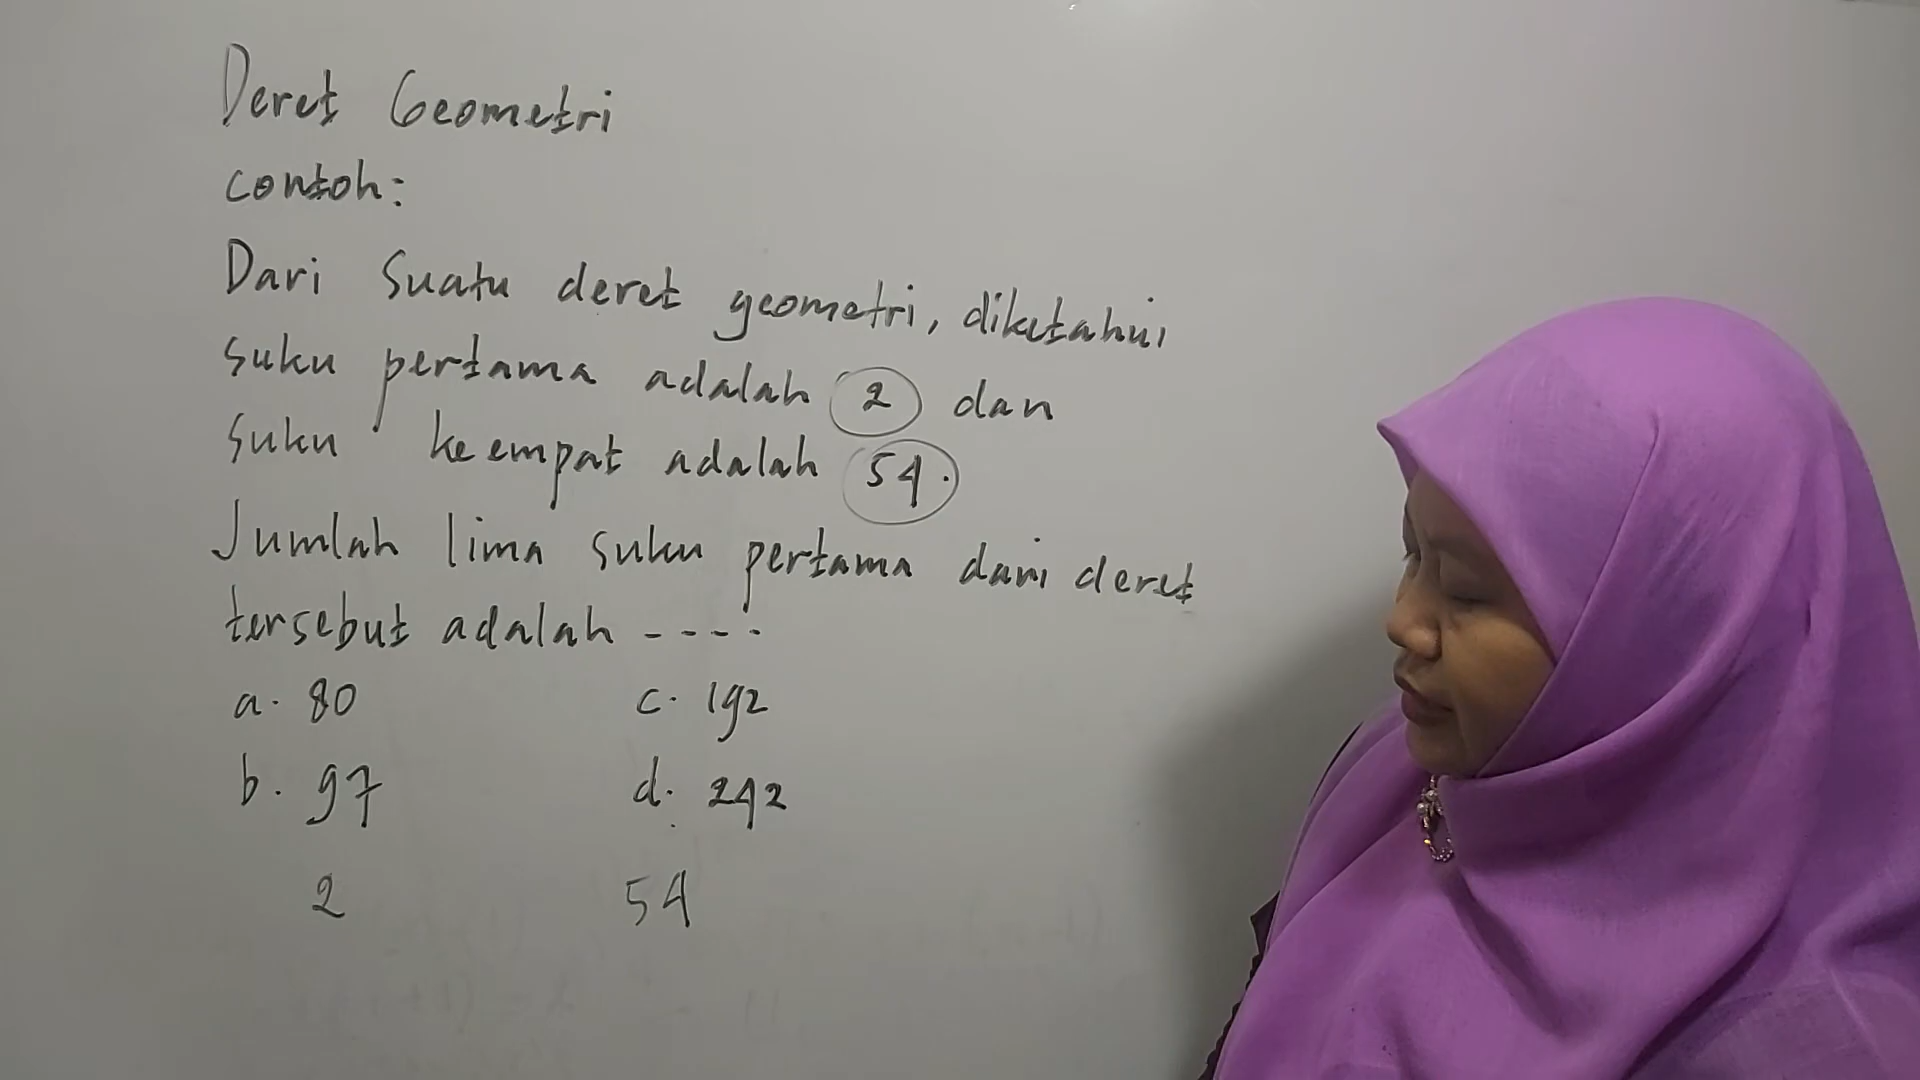 Deret Geometri
contoh:
Dari suatu deret geometri, diketahui
suku pertama adalah 2 dan
suku keempat adalah 54.
Jumlah lima suku pertama dari deret
tersebut adalah ----.
a. 80 c. 192
b. 97 d. 242
2 54